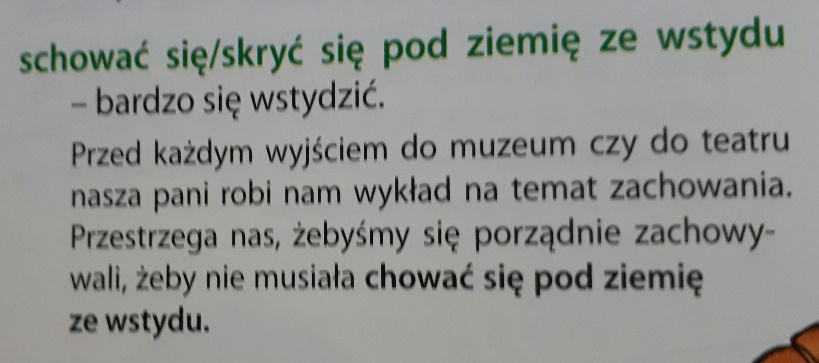 schować się/skryć się pod ziemię ze wstydu
– bardzo się wstydzić.
Przed każdym wyjściem do muzeum czy do teatru
nasza pani robi nam wykład na temat zachowania.
Przestrzega nas, żebyśmy się porządnie zachowy-
wali, żeby nie musiała chować się pod ziemię
ze wstydu.